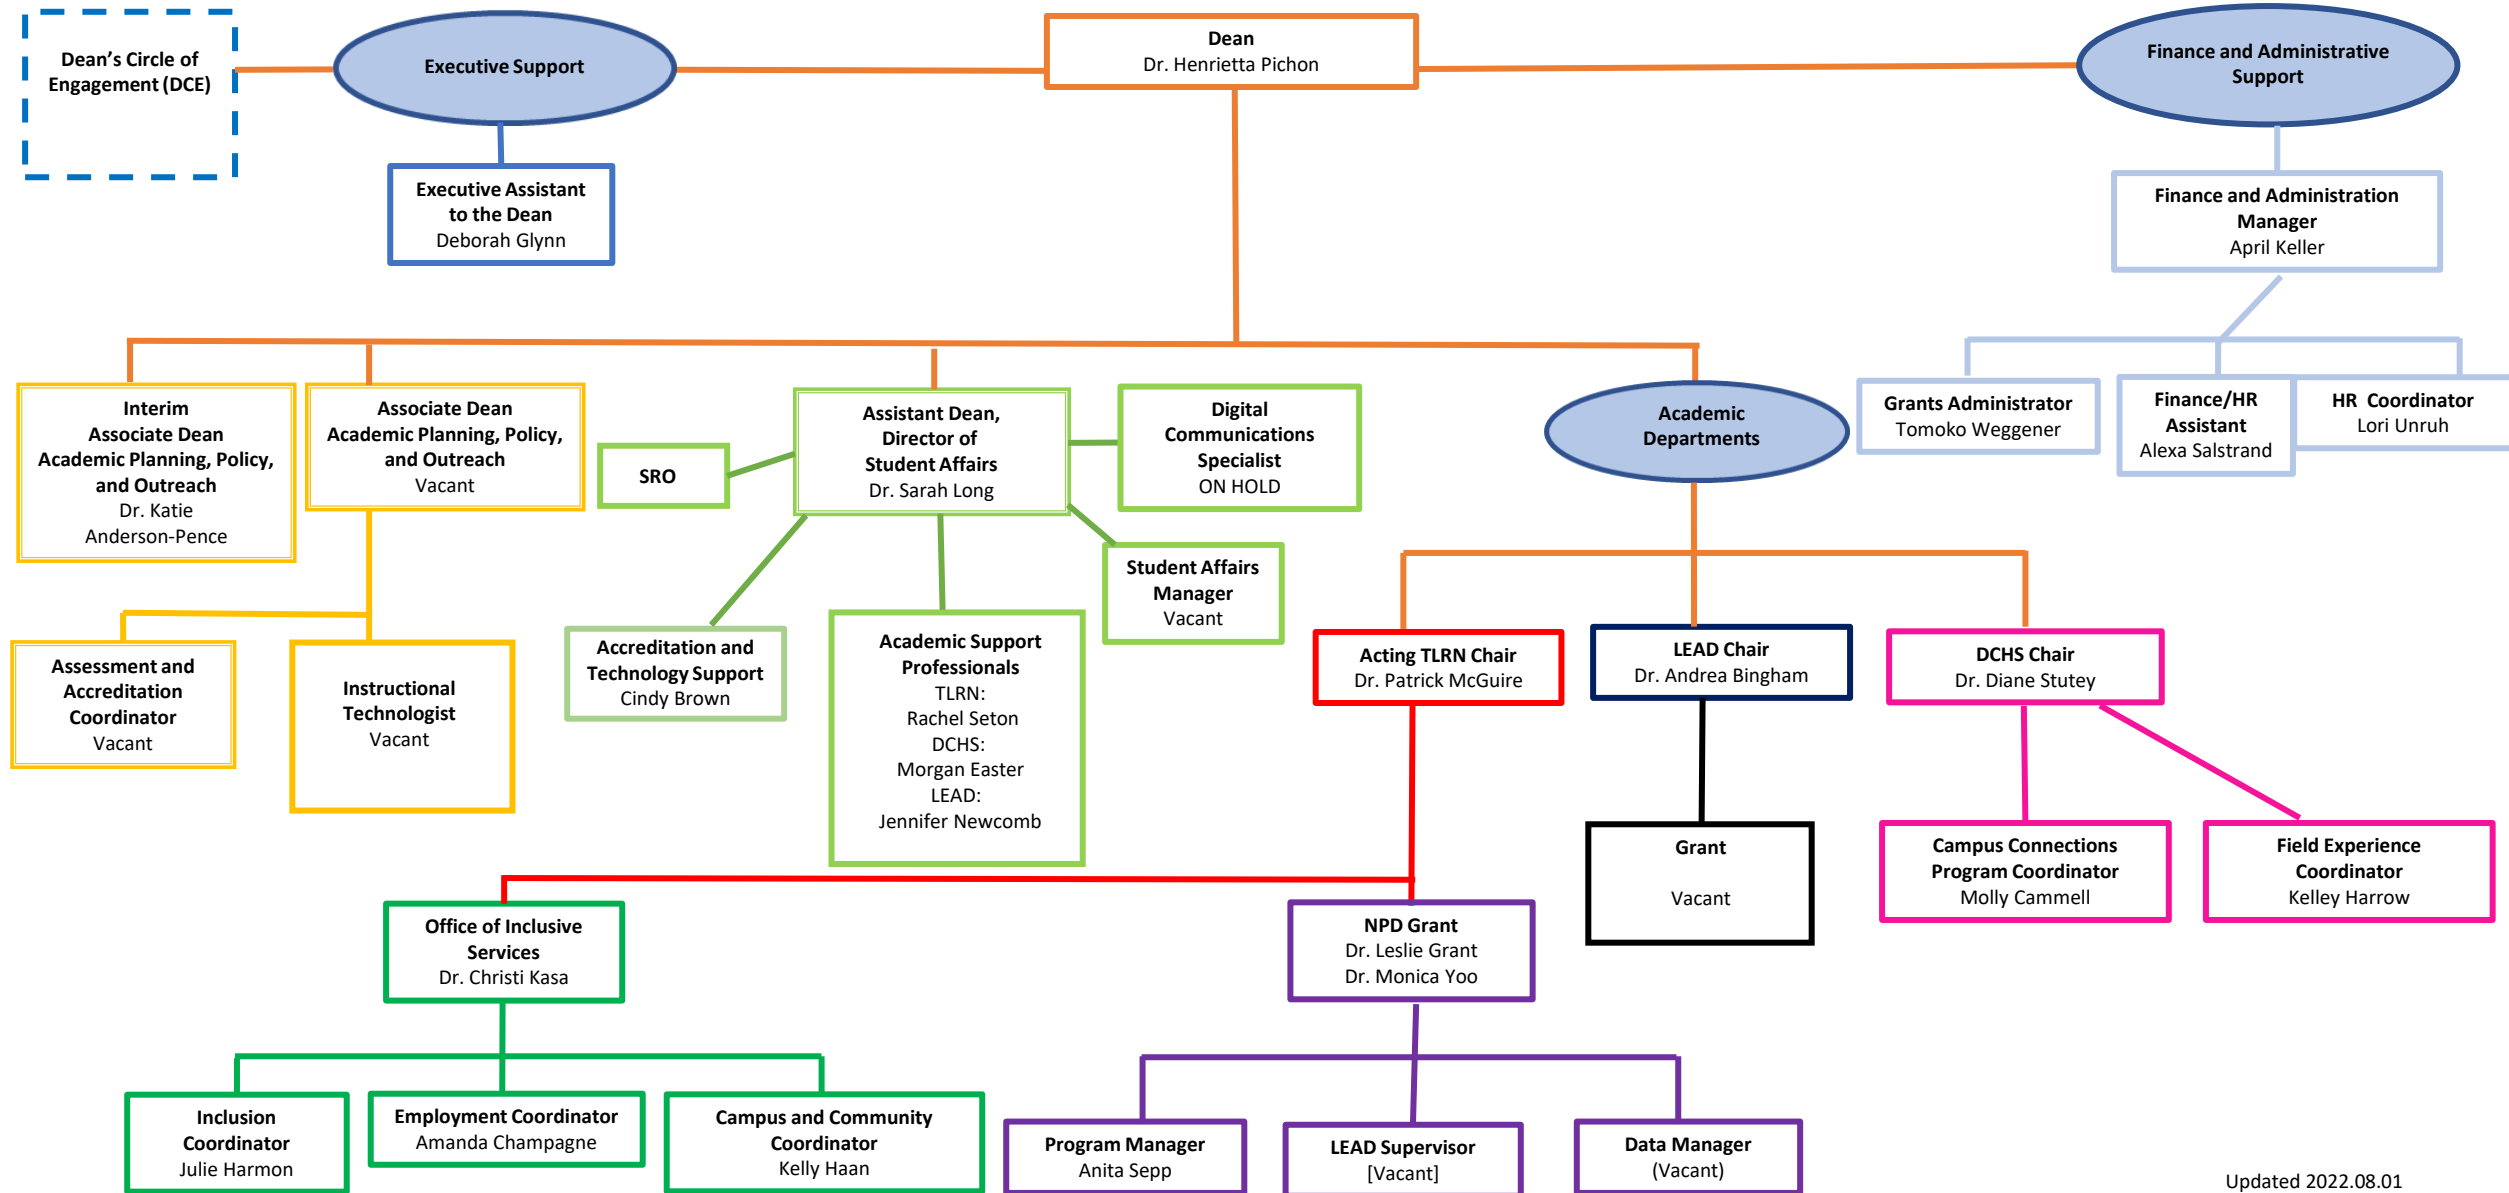 Dean’s Circle of
Engagement (DCE)
Executive Support
Dean
Dr. Henrietta Pichon
Finance and Administrative
Support
Executive Assistant
to the Dean
Deborah Glynn
Finance and Administration
Manager
April Keller
Interim
Associate Dean
Academic Planning, Policy,
and Outreach
Dr. Katie
Anderson-Pence
Associate Dean
Academic Planning, Policy,
and Outreach
Vacant
SRO
Assistant Dean,
Director of
Student Affairs
Dr. Sarah Long
Digital
Communications
Specialist
ON HOLD
Academic
Departments
Grants Administrator
Tomoko Weggener
Finance/HR
Assistant
Alexa Salstrand
HR  Coordinator
Lori Unruh
Student Affairs
Manager
Vacant
Assessment and
Accreditation
Coordinator
Vacant
Instructional
Technologist
Vacant
Accreditation and
Technology Support
Cindy Brown
Academic Support
Professionals
TLRN:
Rachel Seton
DCHS:
Morgan Easter
LEAD:
Jennifer Newcomb
Acting TLRN Chair
Dr. Patrick McGuire
LEAD Chair
Dr. Andrea Bingham
DCHS Chair
Dr. Diane Stutey
Grant
Vacant
Campus Connections
Program Coordinator
Molly Cammell
Field Experience
Coordinator
Kelley Harrow
Office of Inclusive
Services
Dr. Christi Kasa
NPD Grant
Dr. Leslie Grant
Dr. Monica Yoo
Inclusion
Coordinator
Julie Harmon
Employment Coordinator
Amanda Champagne
Campus and Community
Coordinator
Kelly Haan
Program Manager
Anita Sepp
LEAD Supervisor
[Vacant]
Data Manager
(Vacant)
Updated 2022.08.01